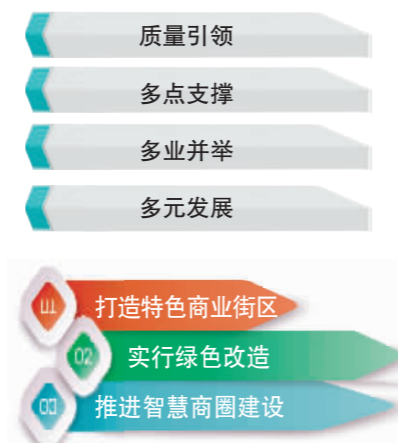 质量引领
多点支撑
多业并举
多元发展
01 打造特色商业街区
02 实行绿色改造
03 推进智慧商圈建设